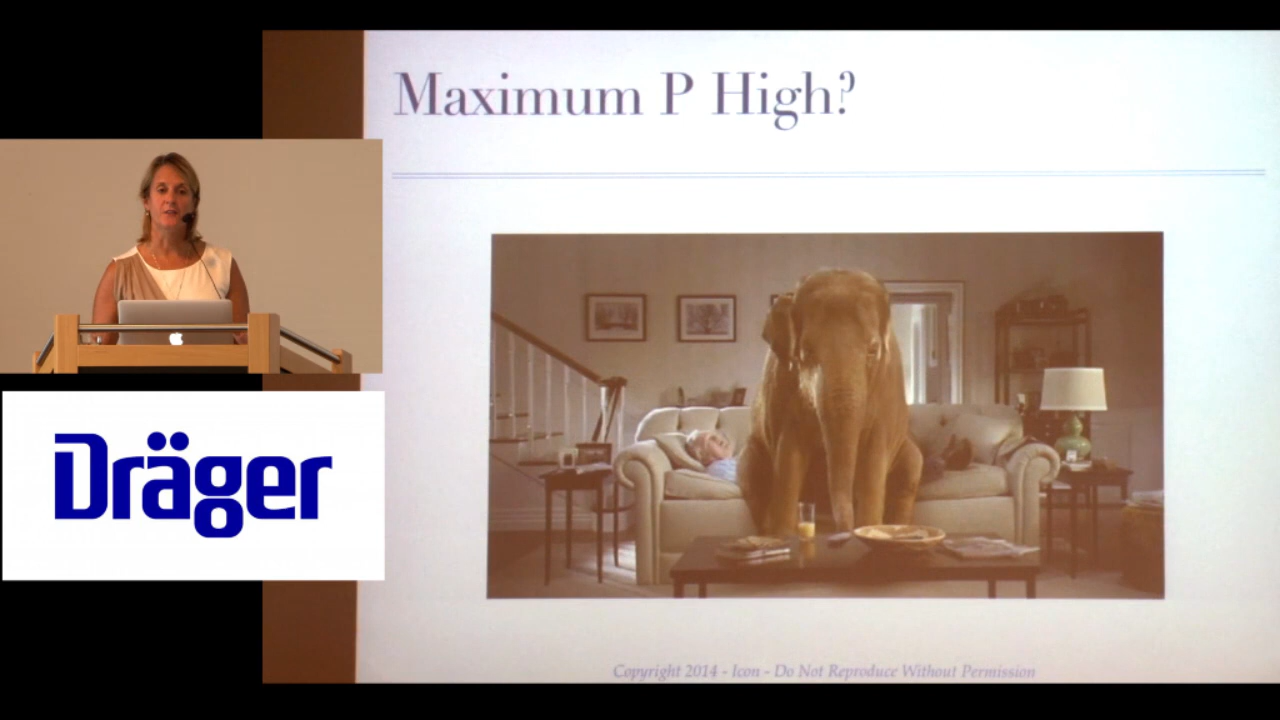 Maximum P High?
Dräger
Copyright 2014 - Icon - Do Not Reproduce Without Permission